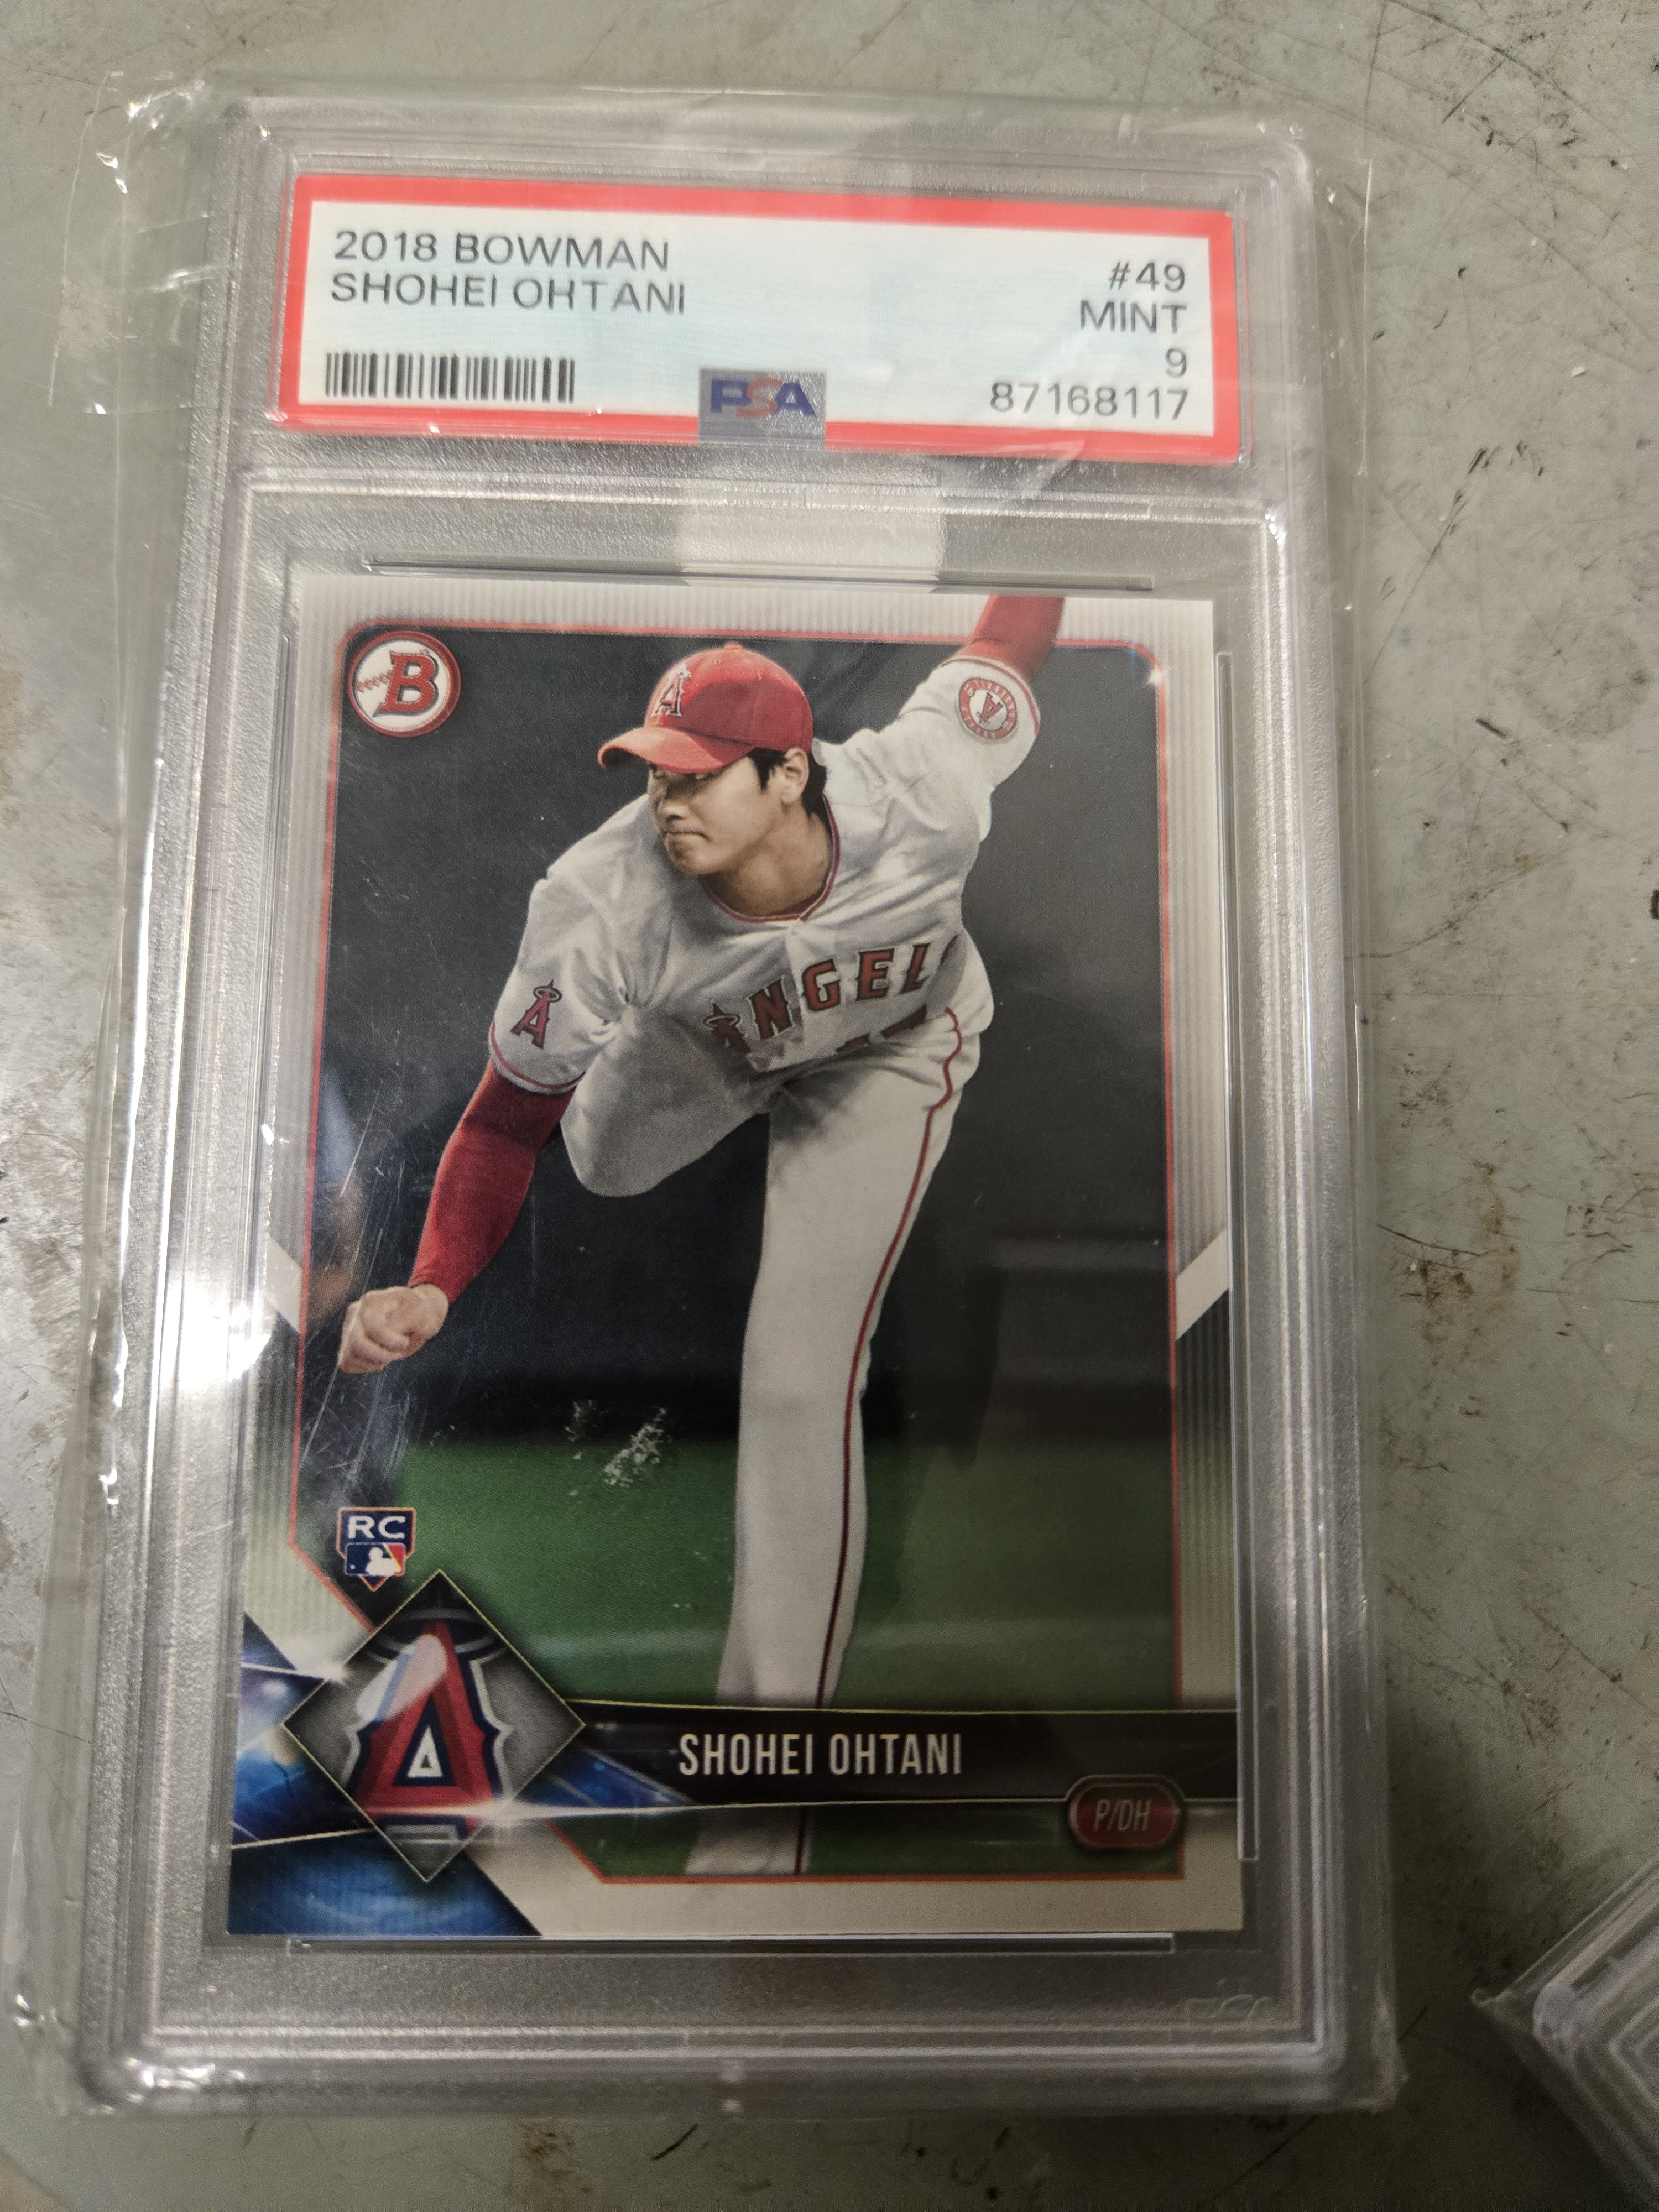 2018 BOWMAN
SHOHEI OHTANI
#49
MINT
9
87168117
PSA
B
A
A
ANGELS
RC
A
SHOHEI OHTANI
P/DH